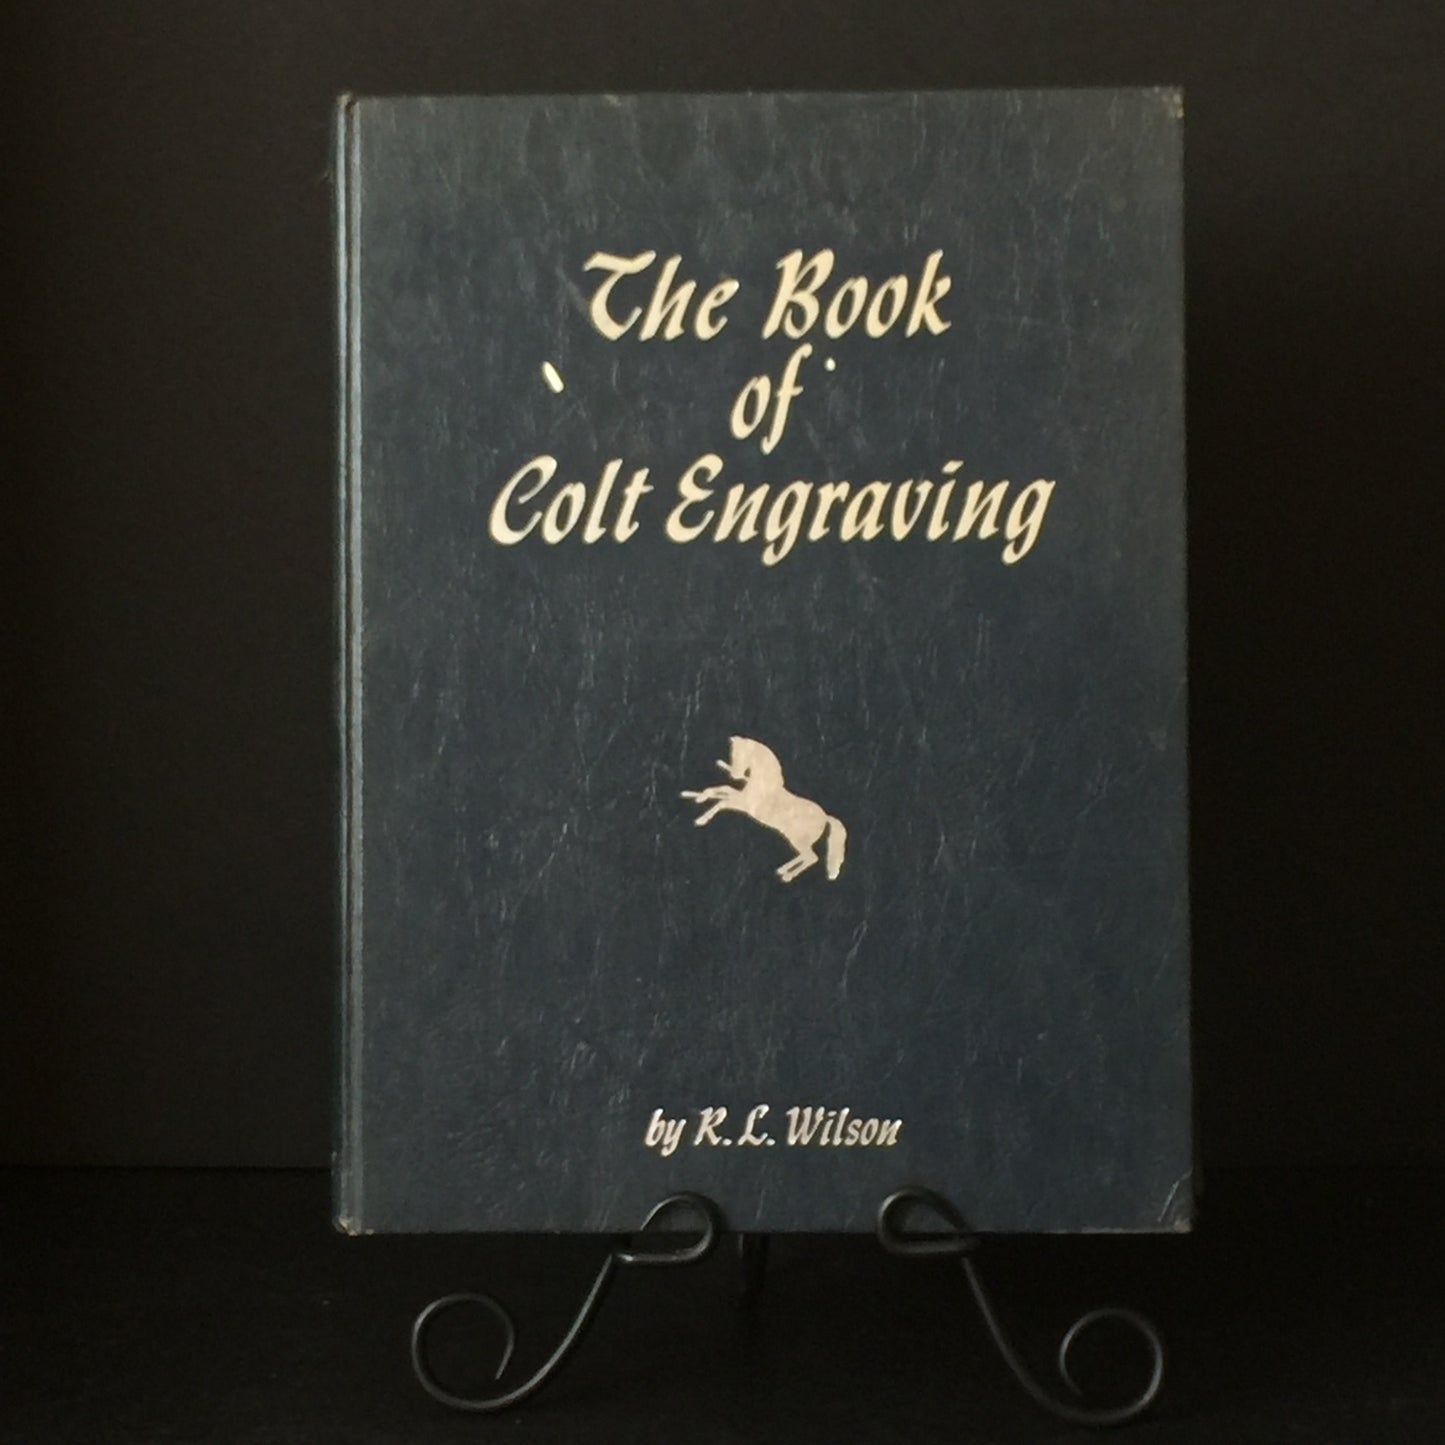 The Book
of
Colt Engraving
by R. L. Wilson